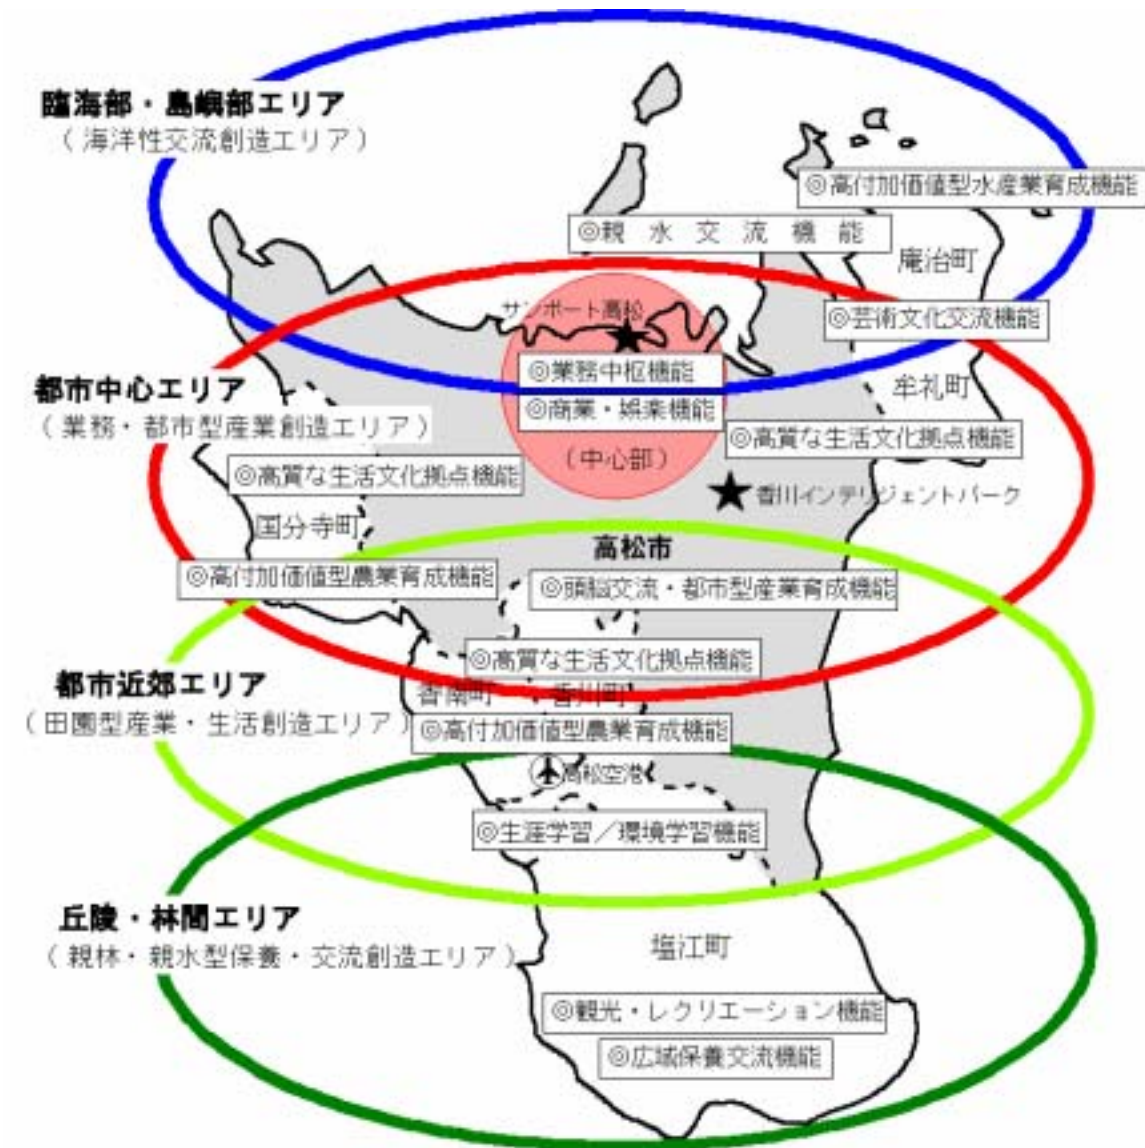 臨海部・島嶼部エリア
（海洋性交流創造エリア）
◎高付加価値型水産業育成機能
◎親水交流機能
庵治町
サンポート高松
◎芸術文化交流機能
◎業務中枢機能
都市中心エリア
（業務・都市型産業創造エリア）
牟礼町
◎商業・娯楽機能
◎高質な生活文化拠点機能
（中心部）
◎高質な生活文化拠点機能
香川インテリジェントパーク
国分寺町
高松市
◎高付加価値型農業育成機能
◎頭脳交流・都市型産業育成機能
◎高質な生活文化拠点機能
都市近郊エリア
（田園型産業・生活創造エリア）
香南町
香川町
◎高付加価値型農業育成機能
高松空港
◎生涯学習／環境学習機能
丘陵・林間エリア
（親林・親水型保養・交流創造エリア）
塩江町
◎観光・レクリエーション機能
◎広域保養交流機能